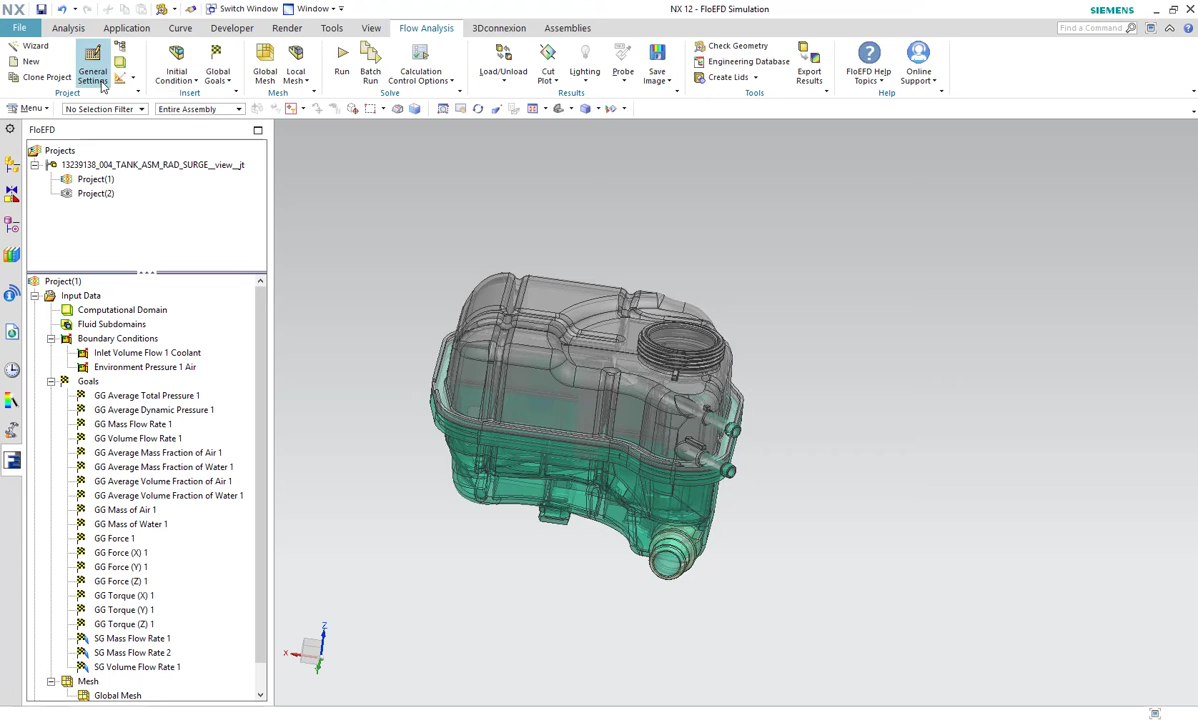 NX
Switch Window
Window
NX 12 - FloEFD Simulation
SIEMENS
File
Analysis
Application
Curve
Developer
Render
Tools
View
Flow Analysis
3Dconnexion
Assemblies
Find a Command
Wizard
New
Clone Project
General Settings
Project
Initial Condition
Global Goals
Insert
Global Mesh
Local Mesh
Mesh
Run
Batch Run
Calculation Control Options
Solve
Load/Unload
Cut Plot
Lighting
Probe
Save Image
Results
Check Geometry
Engineering Database
Create Lids
Tools
Export Results
FloEFD Help Topics
Online Support
Help
Menu
No Selection Filter
Entire Assembly
FloEFD
Projects
13239138_004_TANK_ASM_RAD_SURGE__view__jt
Project(1)
Project(2)
Project(1)
Input Data
Computational Domain
Fluid Subdomains
Boundary Conditions
Inlet Volume Flow 1 Coolant
Environment Pressure 1 Air
Goals
GG Average Total Pressure 1
GG Average Dynamic Pressure 1
GG Mass Flow Rate 1
GG Volume Flow Rate 1
GG Average Mass Fraction of Air 1
GG Average Mass Fraction of Water 1
GG Average Volume Fraction of Air 1
GG Average Volume Fraction of Water 1
GG Mass of Air 1
GG Mass of Water 1
GG Force 1
GG Force (X) 1
GG Force (Y) 1
GG Force (Z) 1
GG Torque (X) 1
GG Torque (Y) 1
GG Torque (Z) 1
SG Mass Flow Rate 1
SG Mass Flow Rate 2
SG Volume Flow Rate 1
Mesh
Global Mesh
Z
X
Y